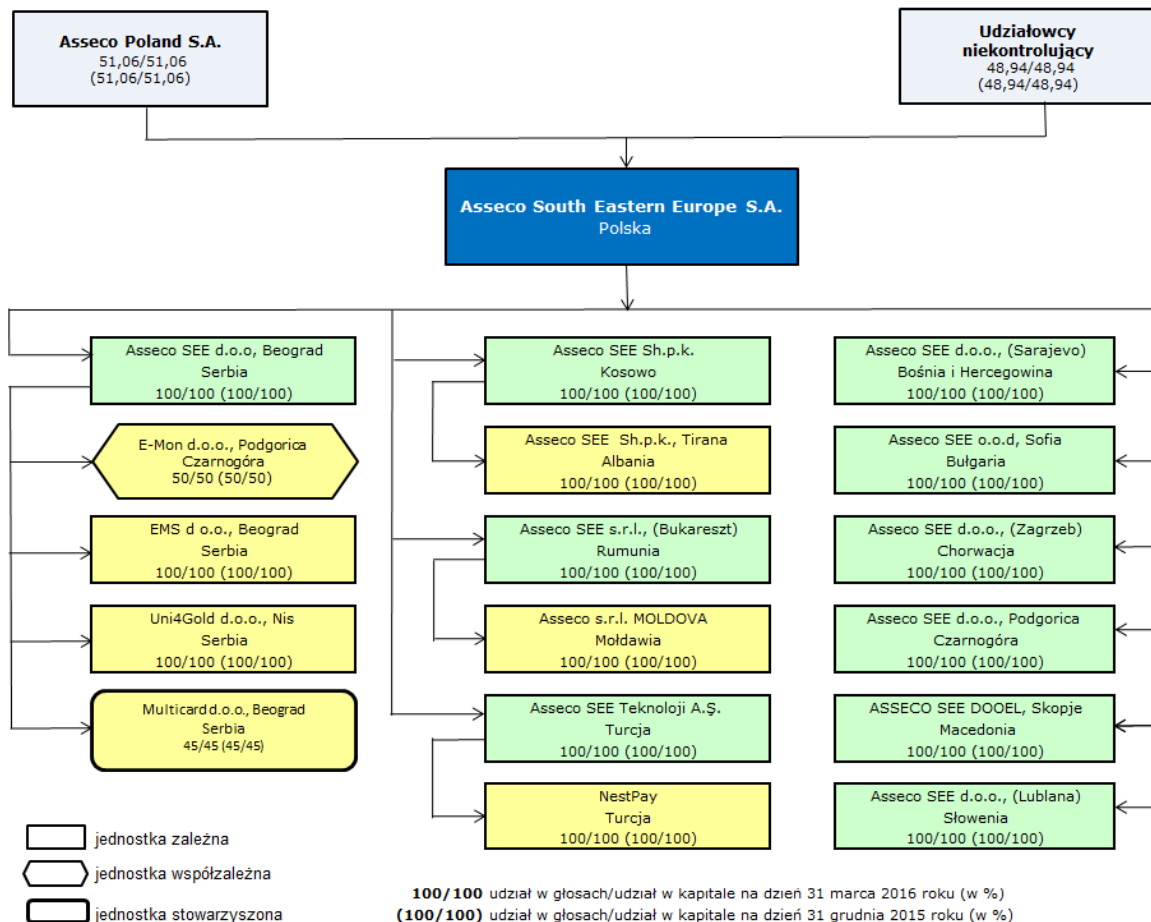 Asseco Poland S.A.
51,06/51,06
(51,06/51,06)
Udziałowcy
niekontrolujący
48,94/48,94
(48,94/48,94)
Asseco South Eastern Europe S.A.
Polska
Asseco SEE d.o.o, Beograd
Serbia
100/100 (100/100)
E-Mon d.o.o., Podgorica
Czarnogóra
50/50 (50/50)
EMS d o.o., Beograd
Serbia
100/100 (100/100)
Uni4Gold d.o.o., Nis
Serbia
100/100 (100/100)
Multicard d.o.o., Beograd
Serbia
45/45 (45/45)
Asseco SEE Sh.p.k.
Kosowo
100/100 (100/100)
Asseco SEE Sh.p.k., Tirana
Albania
100/100 (100/100)
Asseco SEE s.r.l., (Bukareszt)
Rumunia
100/100 (100/100)
Asseco s.r.l. MOLDOVA
Mołdawia
100/100 (100/100)
Asseco SEE Teknoloji A.Ş.
Turcja
100/100 (100/100)
NestPay
Turcja
100/100 (100/100)
Asseco SEE d.o.o., (Sarajevo)
Bośnia i Hercegowina
100/100 (100/100)
Asseco SEE o.o.d, Sofia
Bułgaria
100/100 (100/100)
Asseco SEE d.o.o., (Zagrzeb)
Chorwacja
100/100 (100/100)
Asseco SEE d.o.o., Podgorica
Czarnogóra
100/100 (100/100)
ASSECO SEE DOOEL, Skopje
Macedonia
100/100 (100/100)
Asseco SEE d.o.o., (Lublana)
Słowenia
100/100 (100/100)
jednostka zależna
jednostka współzależna
jednostka stowarzyszona
100/100 udział w głosach/udział w kapitale na dzień 31 marca 2016 roku (w %)
(100/100) udział w głosach/udział w kapitale na dzień 31 grudnia 2015 roku (w %)